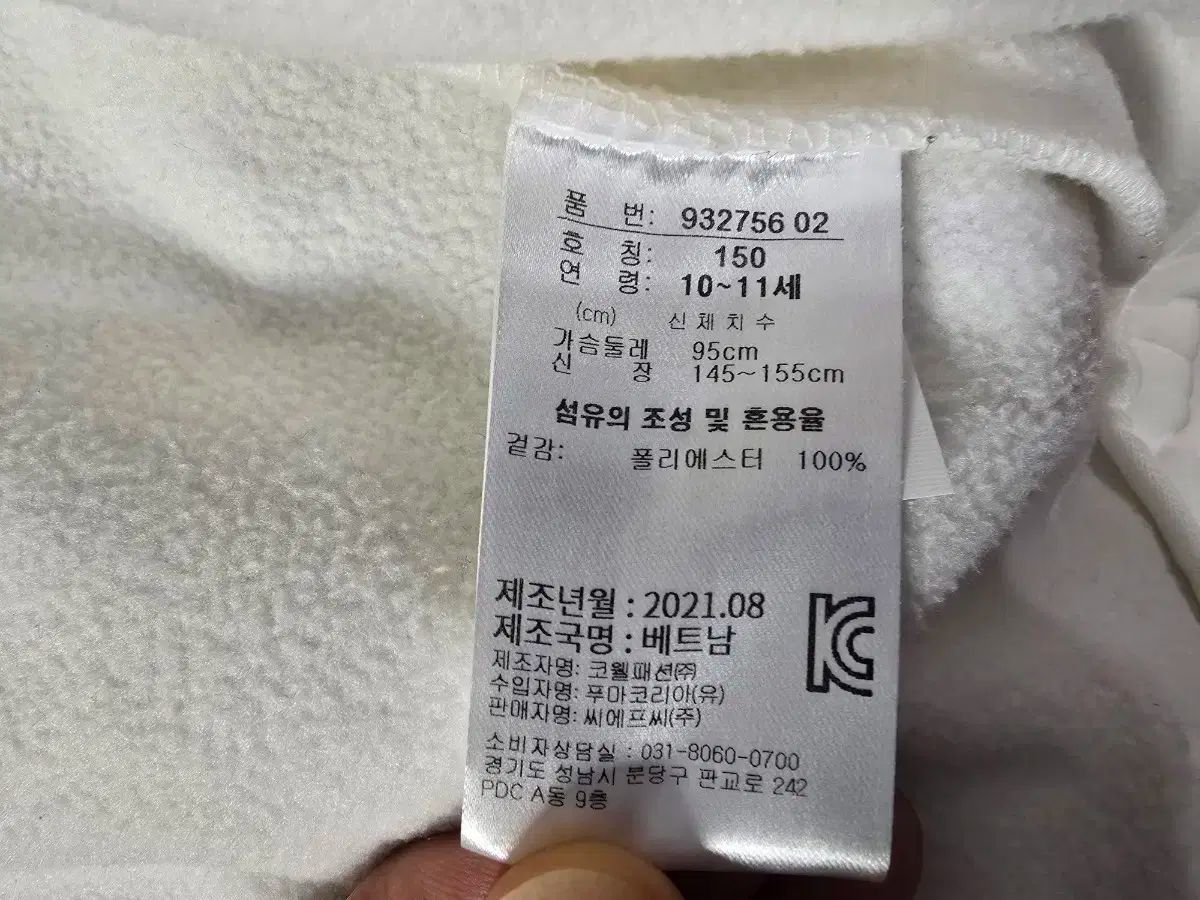 품 번: 932756 02
호 칭: 150
연 령: 10~11세
(cm) 신 체 치 수
가슴둘레 95cm
신 장 145~155cm
섬유의 조성 및 혼용율
겉감: 폴리에스터 100%
제조년월 : 2021.08
제조국명 : 베트남
KC
제조자명: 코웰패션㈜
수입자명: 푸마코리아(유)
판매자명: 씨에프씨(주)
소비자상담실 : 031-8060-0700
경기도 성남시 분당구 판교로 242
PDC A동 9층